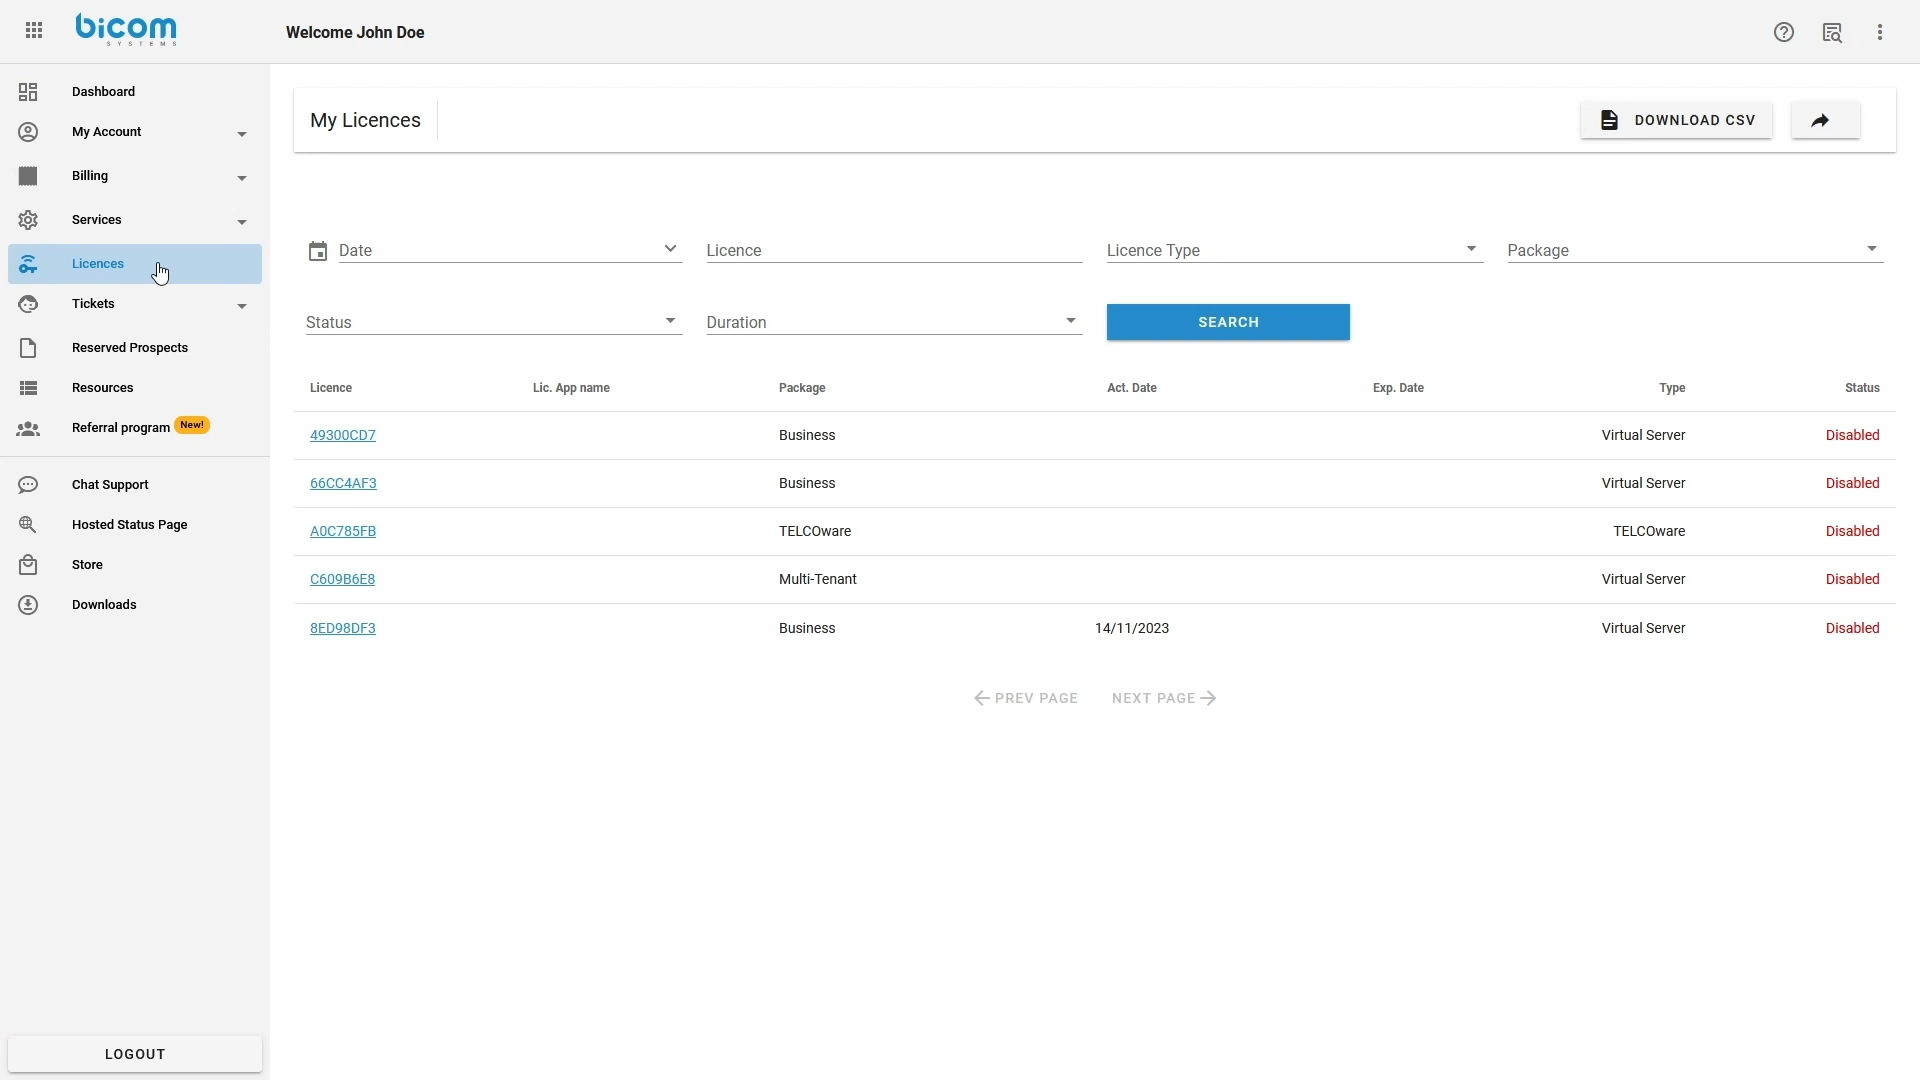 bicom
SYSTEMS
Welcome John Doe
Dashboard
My Account
Billing
Services
Licences
Tickets
Reserved Prospects
Resources
Referral program New!
Chat Support
Hosted Status Page
Store
Downloads
LOGOUT
My Licences
DOWNLOAD CSV
Date Licence Licence Type Package
Status Duration SEARCH
Licence Lic. App name Package Act. Date Exp. Date Type Status
49300CD7 Business Virtual Server Disabled
66CC4AF3 Business Virtual Server Disabled
A0C785FB TELCOware TELCOware Disabled
C609B6E8 Multi-Tenant Virtual Server Disabled
8ED98DF3 Business 14/11/2023 Virtual Server Disabled
PREV PAGE NEXT PAGE